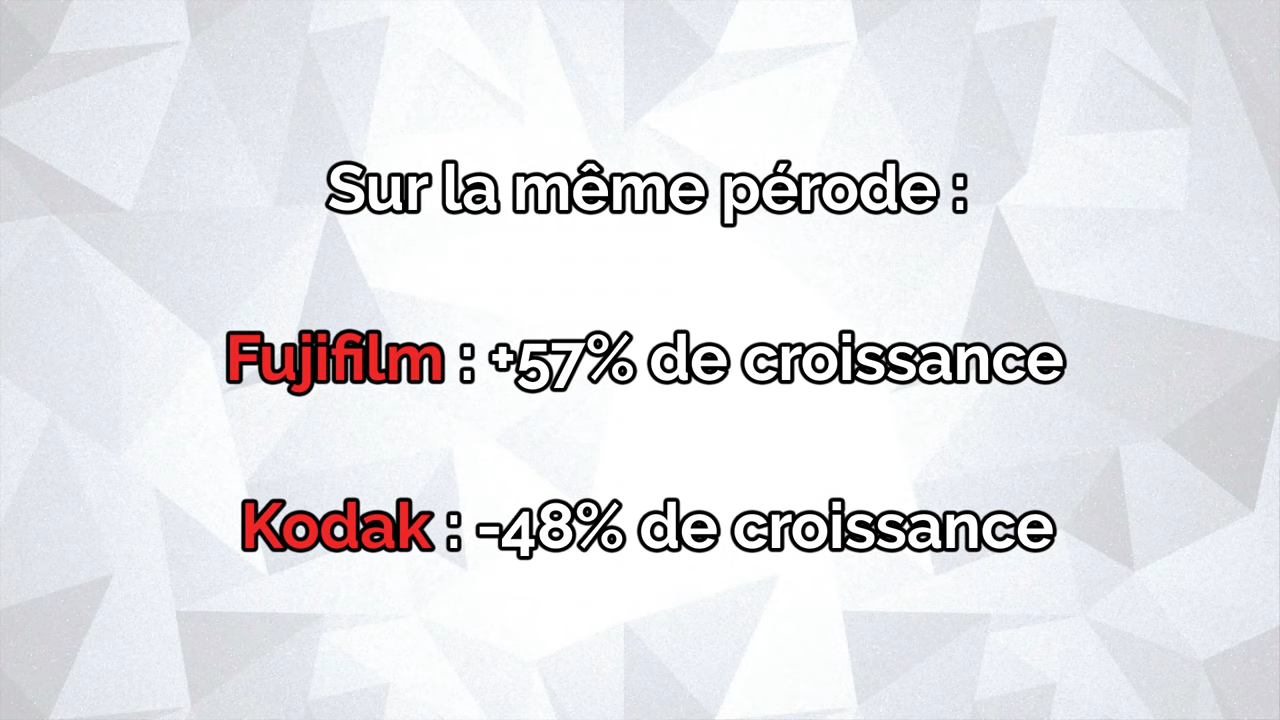 Sur la même pérode :
Fujifilm : +57% de croissance
Kodak : -48% de croissance